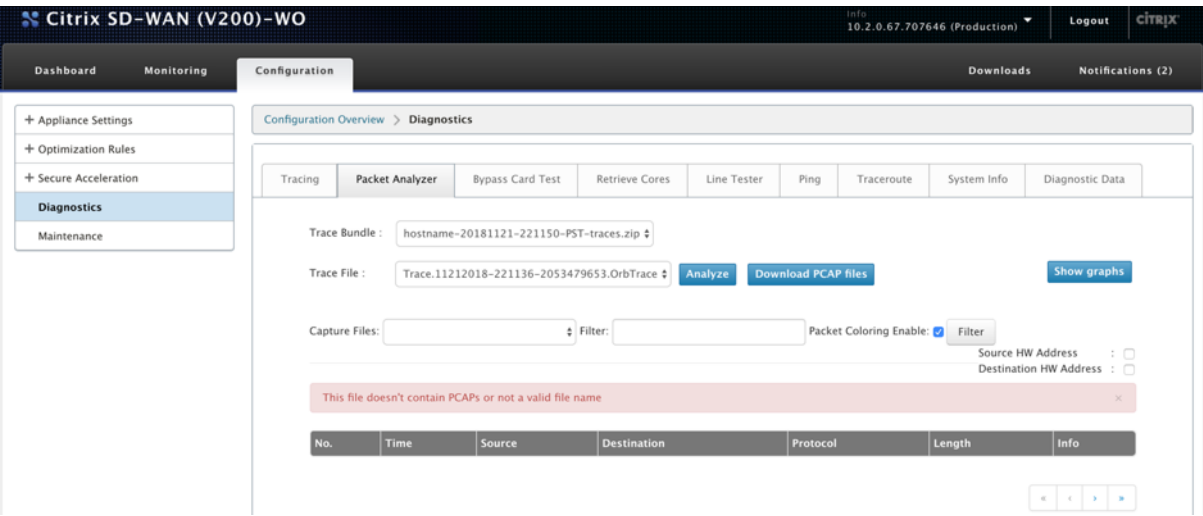 Citrix SD-WAN (V200)-WO
Info
10.2.0.67.707646 (Production)
Logout
CITRIX
Dashboard Monitoring Configuration Downloads Notifications (2)
+ Appliance Settings
+ Optimization Rules
+ Secure Acceleration
Diagnostics
Maintenance
Configuration Overview > Diagnostics
Tracing Packet Analyzer Bypass Card Test Retrieve Cores Line Tester Ping Traceroute System Info Diagnostic Data
Trace Bundle : hostname-20181121-221150-PST-traces.zip
Trace File : Trace.11212018-221136-2053479653.OrbTrace Analyze Download PCAP files Show graphs
Capture Files: Filter: Packet Coloring Enable: Filter
Source HW Address :
Destination HW Address :
This file doesn't contain PCAPs or not a valid file name ×
No. Time Source Destination Protocol Length Info
« ‹ › »